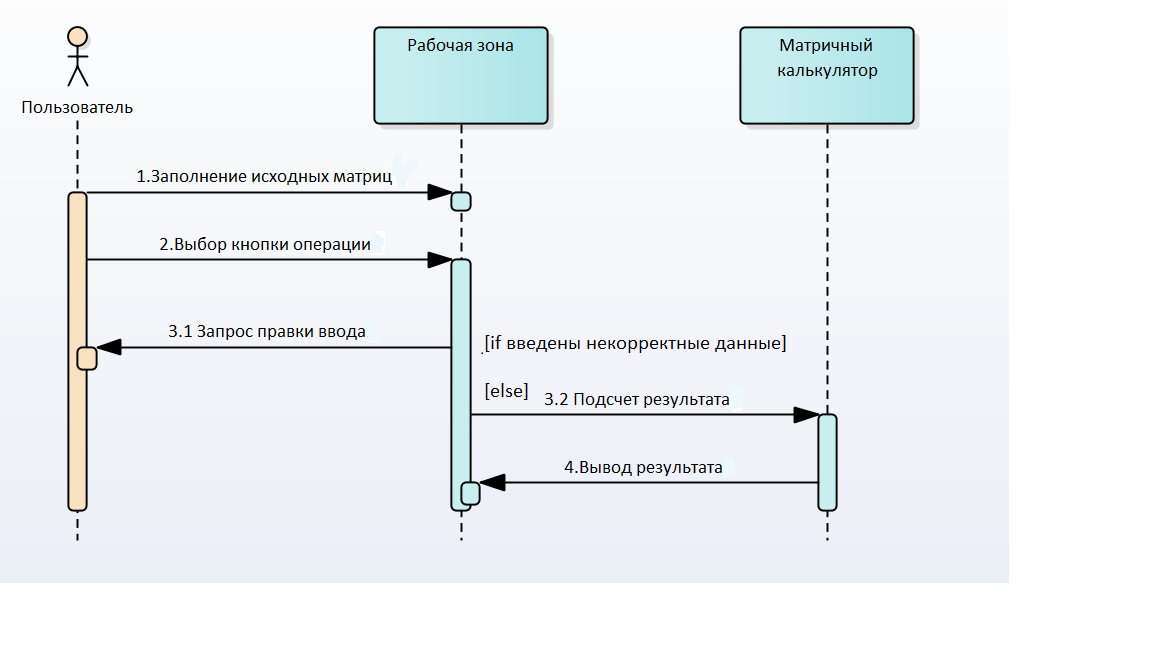 Пользователь
Рабочая зона
Матричный
калькулятор
1.Заполнение исходных матриц
2.Выбор кнопки операции
3.1 Запрос правки ввода
[if введены некорректные данные]
[else]
3.2 Подсчет результата
4.Вывод результата